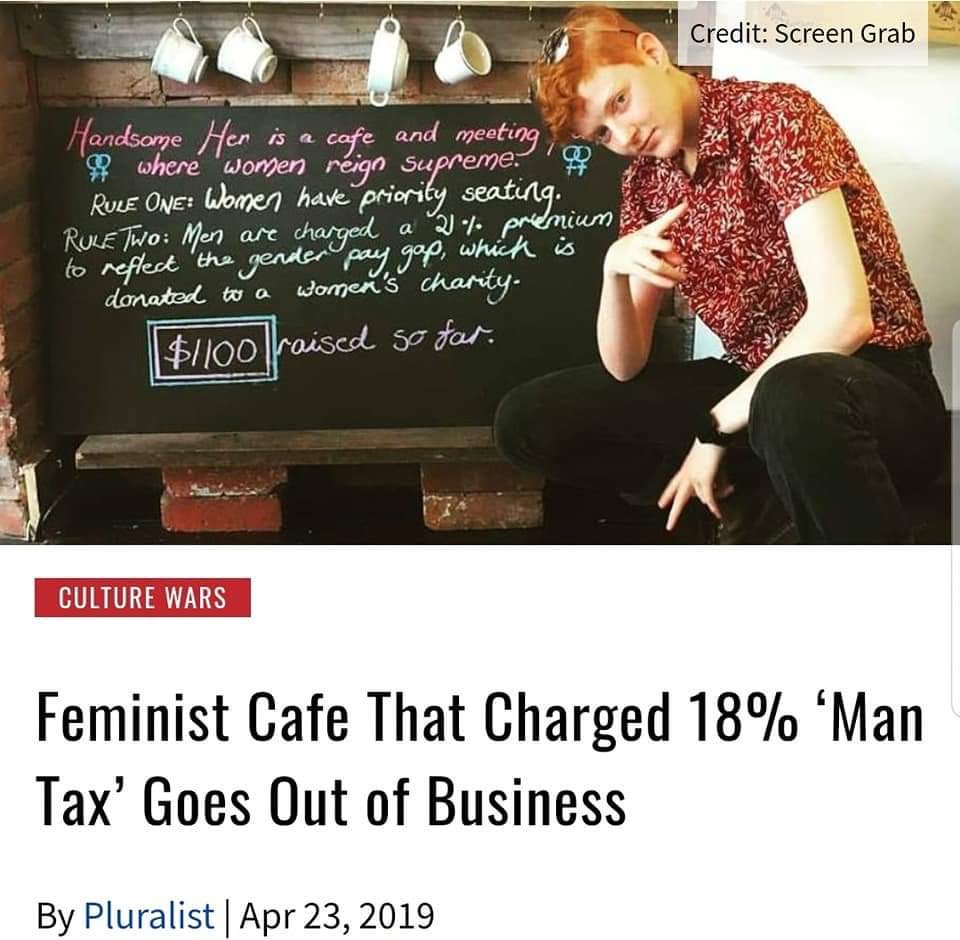 Credit: Screen Grab
Handsome Her is a cafe and meeting
where women reign supreme!
RULE ONE: Women have priority seating.
RULE TWO: Men are charged a 21% premium
to reflect the gender pay gap, which is
donated to a women's charity.
$1100 raised so far.
CULTURE WARS
Feminist Cafe That Charged 18% ‘Man
Tax’ Goes Out of Business
By Pluralist | Apr 23, 2019